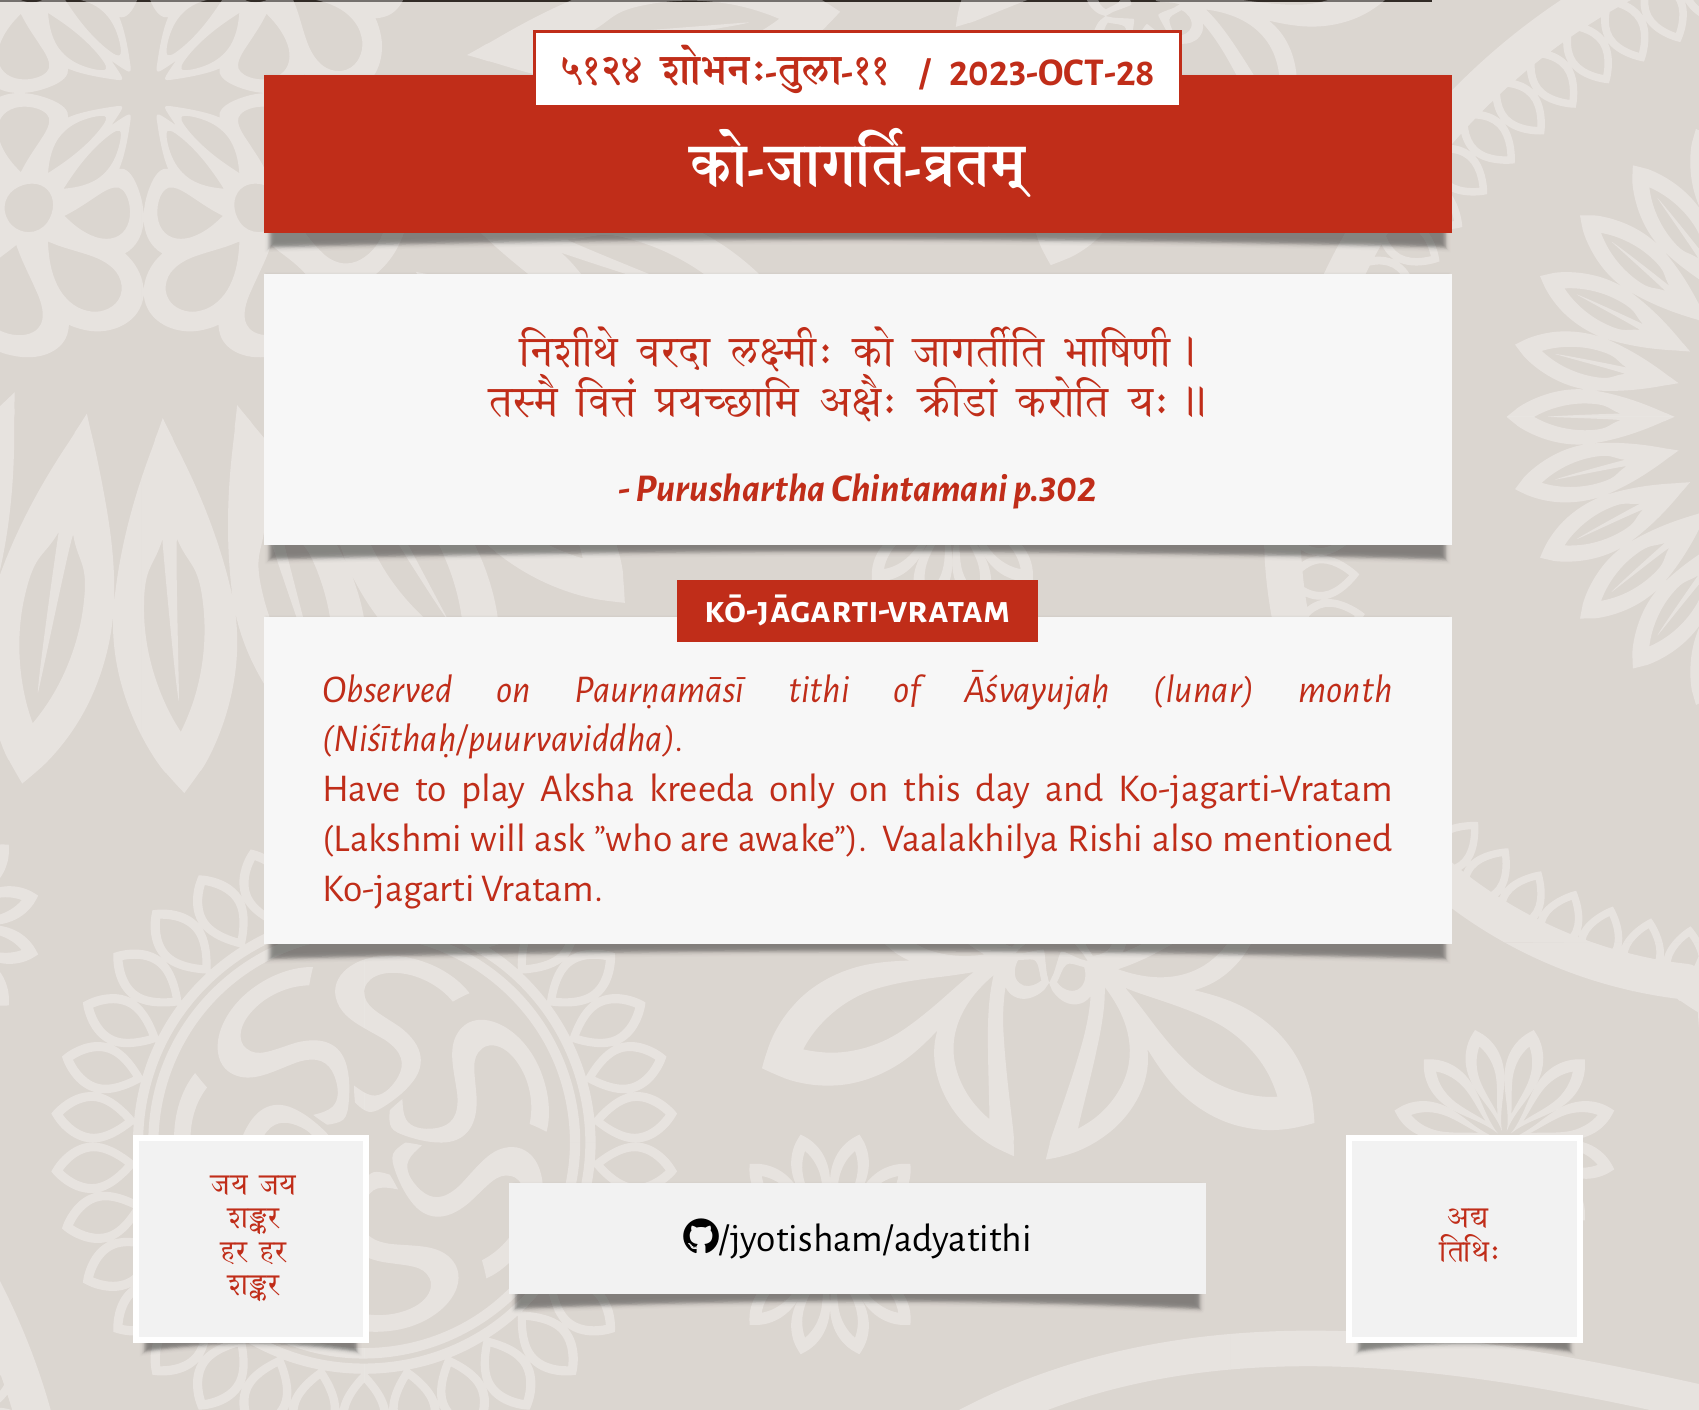 ५१२४ शोभनः-तुला-११ / 2023-OCT-28
को-जागर्ति-व्रतम्
निशीथे वरदा लक्ष्मीः को जागर्तीति भाषिणी।
तस्मै वित्तं प्रयच्छामि अक्षैः क्रीडां करोति यः॥
- Purushartha Chintamani p.302
KŌ-JĀGARTI-VRATAM
Observed on Paurṇamāsī tithi of Āśvayujaḥ (lunar) month
(Niśīthaḥ/puurvaviddha).
Have to play Aksha kreeda only on this day and Ko-jagarti-Vratam
(Lakshmi will ask ”who are awake”). Vaalakhilya Rishi also mentioned
Ko-jagarti Vratam.
जय जय
शङ्कर
हर हर
शङ्कर
/jyotisham/adyatithi
अद्य
तिथिः